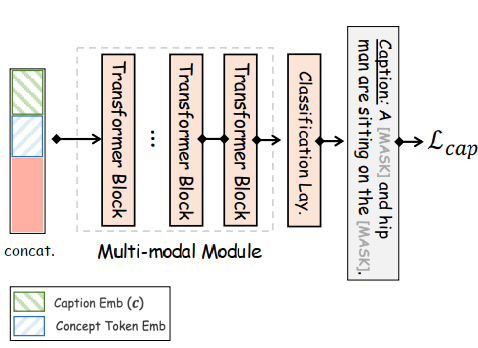 concat.
Transformer Block
...
Transformer Block
Transformer Block
Multi-modal Module
Classification Lay.
Caption: A [MASK] and hip
man are sitting on the [MASK].
ℒcap
Caption Emb (c)
Concept Token Emb